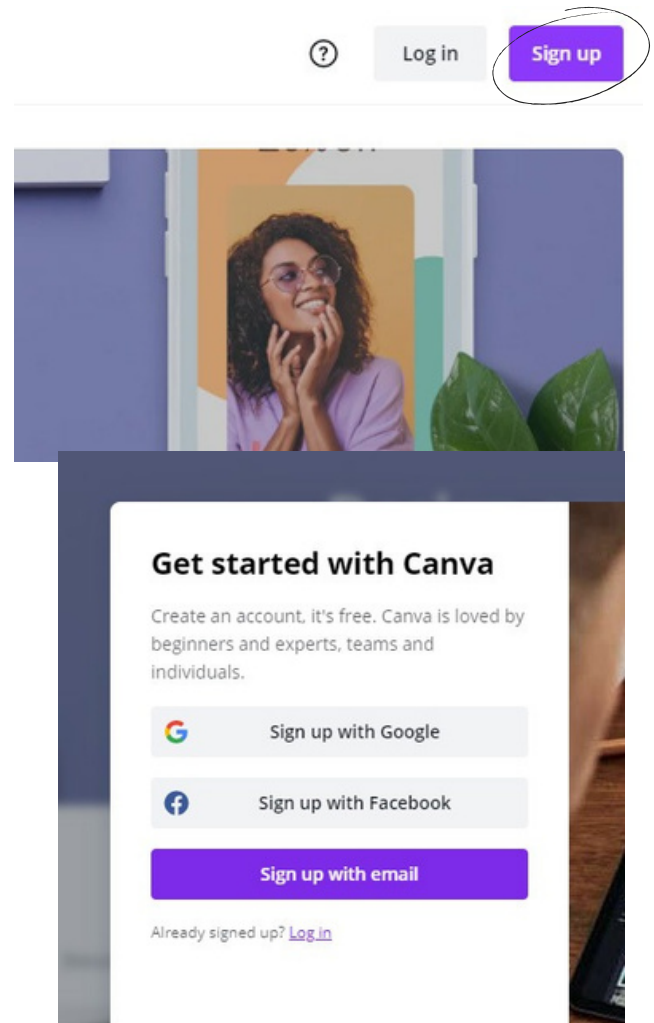 Log in
Sign up
Get started with Canva
Create an account, it's free. Canva is loved by
beginners and experts, teams and
individuals.
Sign up with Google
Sign up with Facebook
Sign up with email
Already signed up? Log in